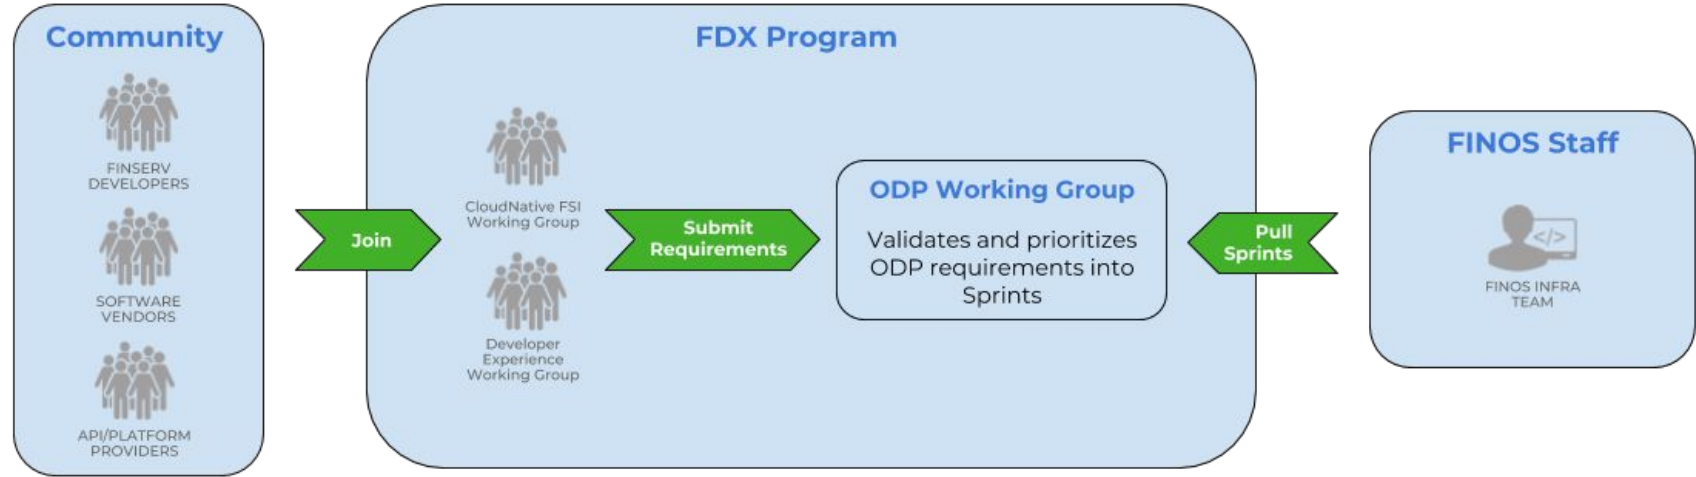 Community
FINSERV
DEVELOPERS
SOFTWARE
VENDORS
API/PLATFORM
PROVIDERS
Join
FDX Program
CloudNative FSI
Working Group
Developer
Experience
Working Group
Submit
Requirements
ODP Working Group
Validates and prioritizes
ODP requirements into
Sprints
Pull
Sprints
FINOS Staff
</>
FINOS INFRA
TEAM